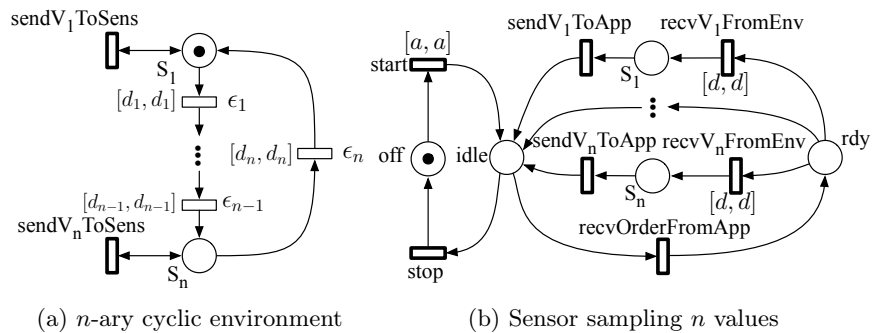 sendV₁ToSens
S₁
[d₁, d₁] ϵ₁
[dₙ, dₙ] ϵₙ
[dₙ₋₁, dₙ₋₁] ϵₙ₋₁
sendVₙToSens
Sₙ
(a) n-ary cyclic environment
sendV₁ToApp recvV₁FromEnv
[a, a]
start
S₁
[d, d]
sendVₙToApp recvVₙFromEnv
off
idle
rdy
Sₙ
[d, d]
recvOrderFromApp
stop
(b) Sensor sampling n values